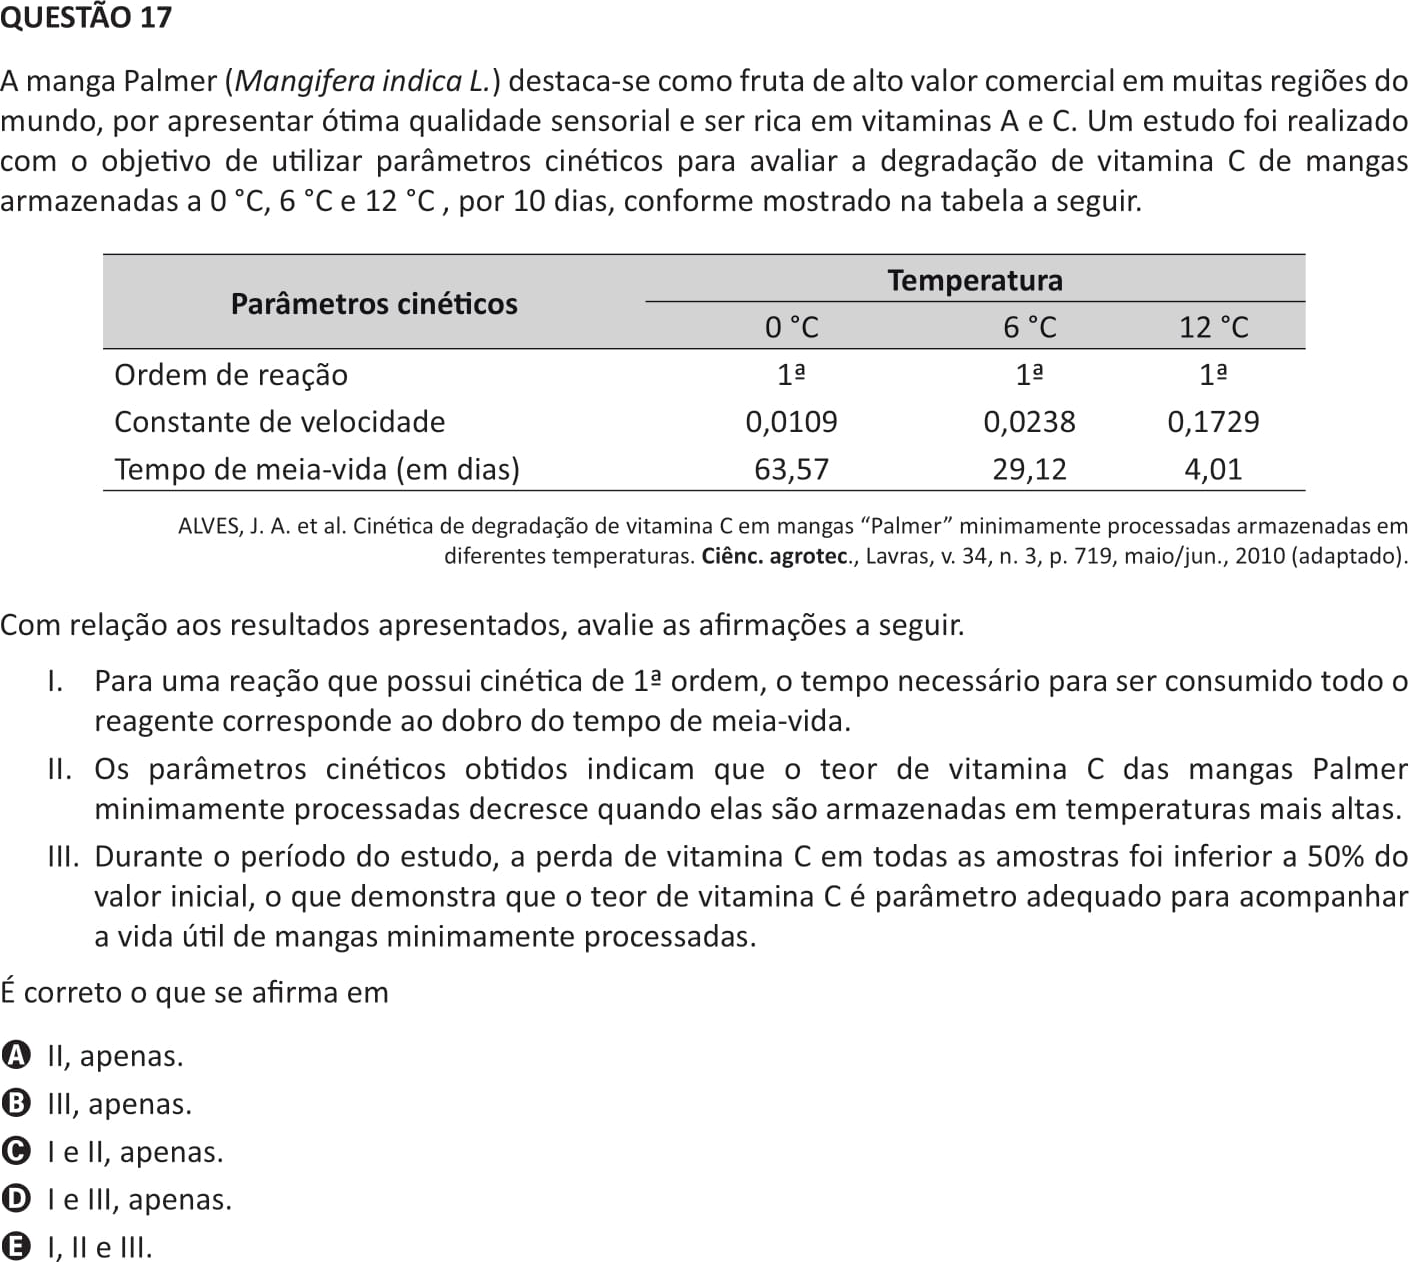 QUESTÃO 17
A manga Palmer (Mangifera indica L.) destaca-se como fruta de alto valor comercial em muitas regiões do
mundo, por apresentar ótima qualidade sensorial e ser rica em vitaminas A e C. Um estudo foi realizado
com o objetivo de utilizar parâmetros cinéticos para avaliar a degradação de vitamina C de mangas
armazenadas a 0 °C, 6 °C e 12 °C , por 10 dias, conforme mostrado na tabela a seguir.
Parâmetros cinéticos Temperatura
0 °C 6 °C 12 °C
Ordem de reação 1ª 1ª 1ª
Constante de velocidade 0,0109 0,0238 0,1729
Tempo de meia-vida (em dias) 63,57 29,12 4,01
ALVES, J. A. et al. Cinética de degradação de vitamina C em mangas “Palmer” minimamente processadas armazenadas em
diferentes temperaturas. Ciênc. agrotec., Lavras, v. 34, n. 3, p. 719, maio/jun., 2010 (adaptado).
Com relação aos resultados apresentados, avalie as afirmações a seguir.
I. Para uma reação que possui cinética de 1ª ordem, o tempo necessário para ser consumido todo o
reagente corresponde ao dobro do tempo de meia-vida.
II. Os parâmetros cinéticos obtidos indicam que o teor de vitamina C das mangas Palmer
minimamente processadas decresce quando elas são armazenadas em temperaturas mais altas.
III. Durante o período do estudo, a perda de vitamina C em todas as amostras foi inferior a 50% do
valor inicial, o que demonstra que o teor de vitamina C é parâmetro adequado para acompanhar
a vida útil de mangas minimamente processadas.
É correto o que se afirma em
A II, apenas.
B III, apenas.
C I e II, apenas.
D I e III, apenas.
E I, II e III.